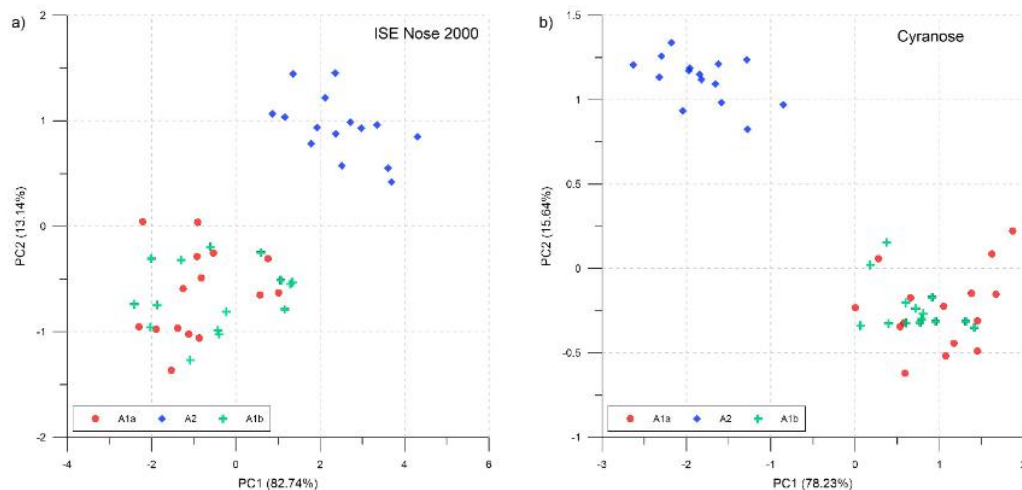 a)
ISE Nose 2000
2
1
0
-1
-2
PC2 (13.14%)
A1a A2 A1b
-4 -2 0 2 4 6
PC1 (82.74%)
b)
Cyranose
1.5
1
0.5
0
-0.5
-1
PC2 (15.64%)
A1a A2 A1b
-3 -2 -1 0 1 2
PC1 (78.23%)